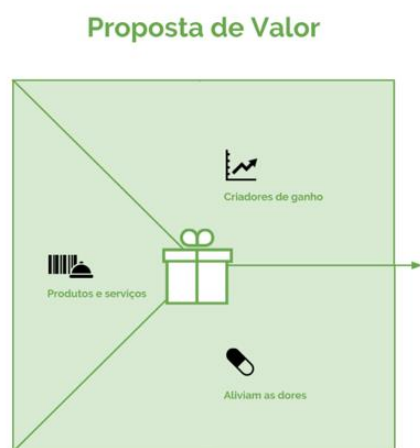 Proposta de Valor
Criadores de ganho
Produtos e serviços
Aliviam as dores